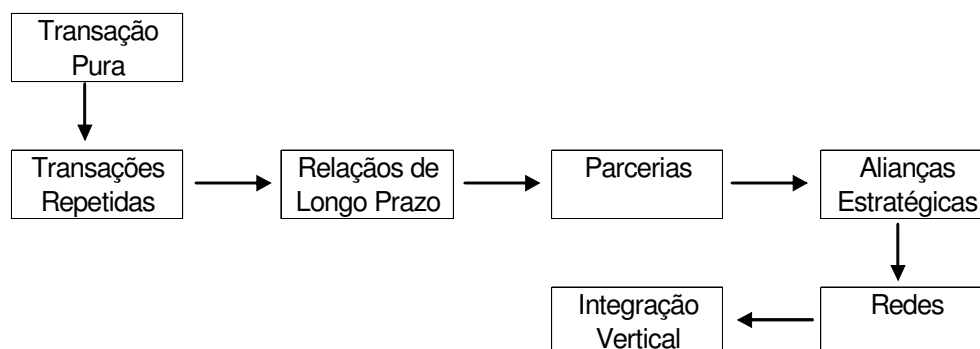 Transação
Pura
Transações
Repetidas
Relaçãos de
Longo Prazo
Parcerias
Alianças
Estratégicas
Redes
Integração
Vertical